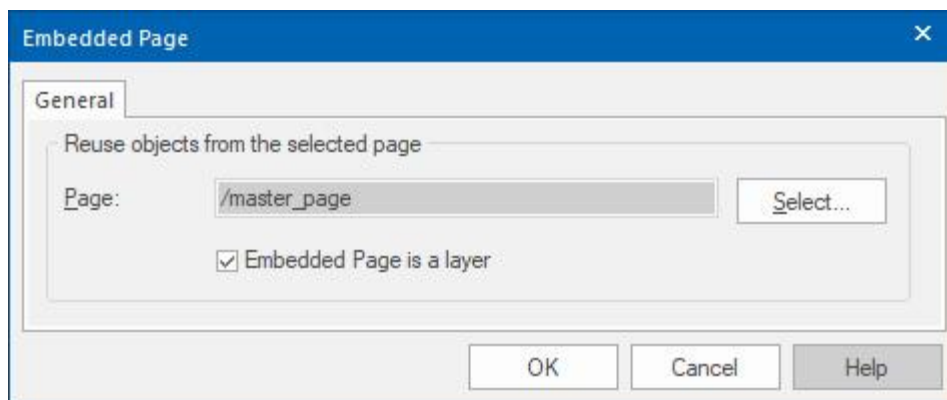 Embedded Page
General
Reuse objects from the selected page
Page: /master_page Select...
Embedded Page is a layer
OK Cancel Help